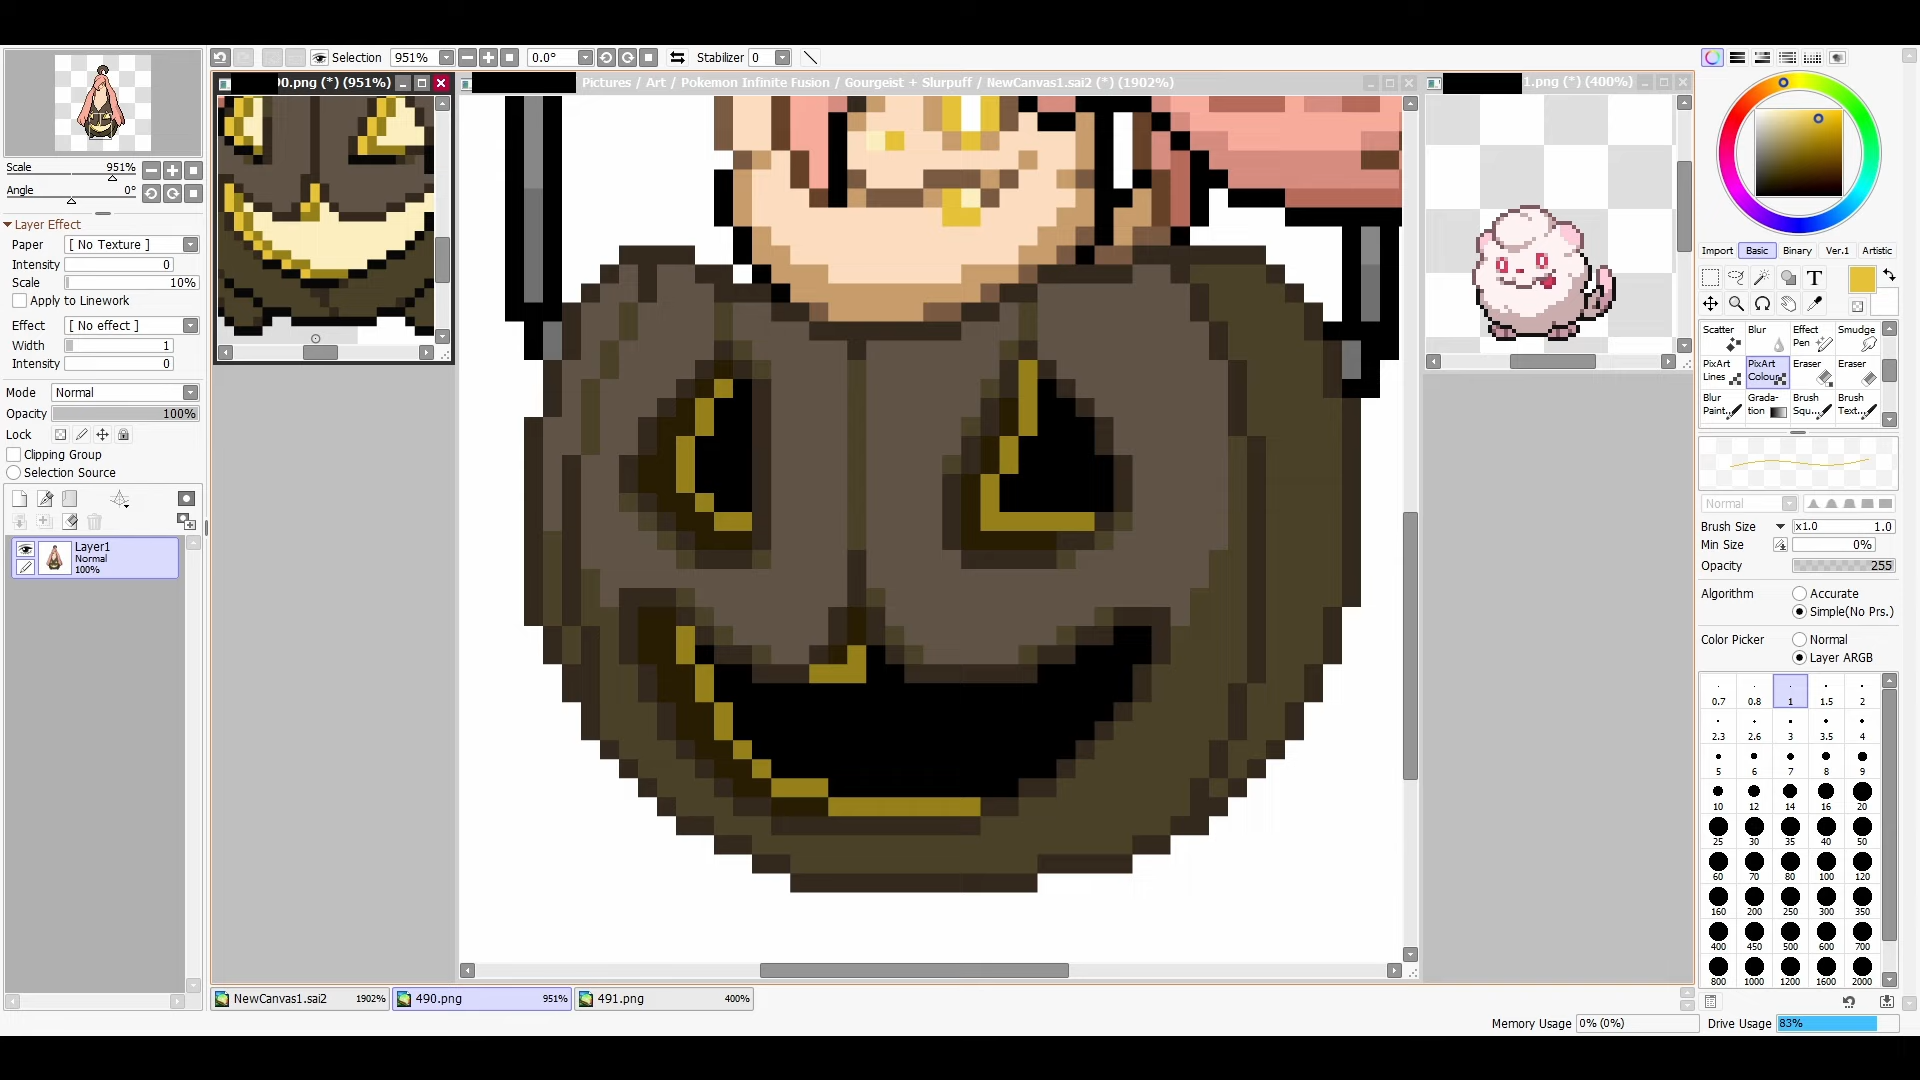 Selection
951%
0.0°
Stabilizer 0
0.png (*) (951%)
Pictures / Art / Pokemon Infinite Fusion / Gourgeist + Slurpuff / NewCanvas1.sai2 (*) (1902%)
1.png (*) (400%)
Scale 951%
Angle 0°
Layer Effect
Paper [ No Texture ]
Intensity 0
Scale 10%
Apply to Linework
Effect [ No effect ]
Width 1
Intensity 0
Mode Normal
Opacity 100%
Lock
Clipping Group
Selection Source
Layer1
Normal
100%
Import Basic Binary Ver.1 Artistic
T
Scatter Blur Effect Pen Smudge
PixArt Lines PixArt Colour Eraser Eraser
Blur Paint... Grada-tion Brush Squ... Brush Text...
Normal
Brush Size x1.0 1.0
Min Size 0%
Opacity 255
Algorithm Accurate
Simple(No Prs.)
Color Picker Normal
Layer ARGB
0.7 0.8 1 1.5 2
2.3 2.6 3 3.5 4
5 6 7 8 9
10 12 14 16 20
25 30 35 40 50
60 70 80 100 120
160 200 250 300 350
400 450 500 600 700
800 1000 1200 1600 2000
NewCanvas1.sai2 1902%
490.png 951%
491.png 400%
Memory Usage 0% (0%)
Drive Usage 83%